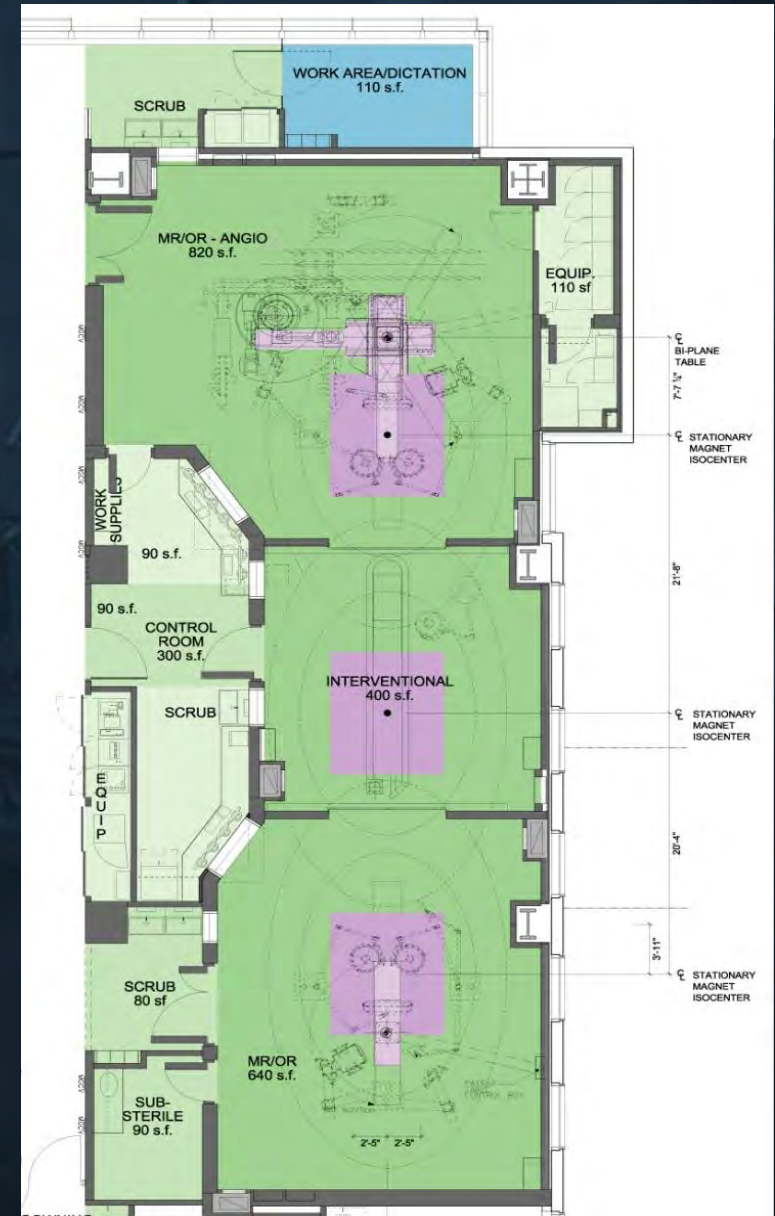 WORK AREA/DICTATION
110 s.f.
SCRUB
MR/OR - ANGIO
820 s.f.
EQUIP.
110 sf
℄
BI-PLANE
TABLE
7'-7 ¼"
℄ STATIONARY
MAGNET
ISOCENTER
WORK
SUPPLIES
90 s.f.
21'-8"
90 s.f.
CONTROL
ROOM
300 s.f.
INTERVENTIONAL
400 s.f.
SCRUB
℄ STATIONARY
MAGNET
ISOCENTER
EQUIP
20'-4"
3'-11"
SCRUB
80 sf
℄ STATIONARY
MAGNET
ISOCENTER
MR/OR
640 s.f.
CONTROL BOX
SUB-
STERILE
90 s.f.
2'-5" 2'-5"